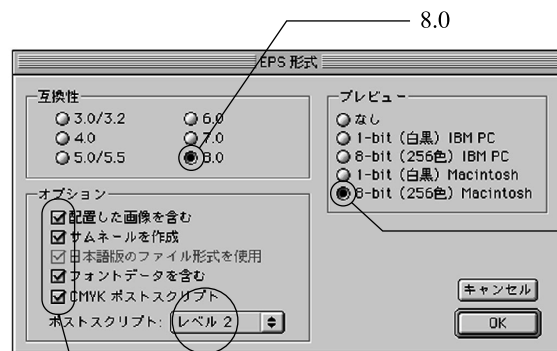 8.0
EPS 形式
互換性
3.0/3.2
6.0
4.0
7.0
5.0/5.5
8.0
プレビュー
なし
1-bit（白黒）IBM PC
8-bit（256色）IBM PC
1-bit（白黒）Macintosh
8-bit（256色）Macintosh
オプション
配置した画像を含む
サムネールを作成
日本語版のファイル形式を使用
フォントデータを含む
CMYK ポストスクリプト
ポストスクリプト: レベル 2
キャンセル
OK